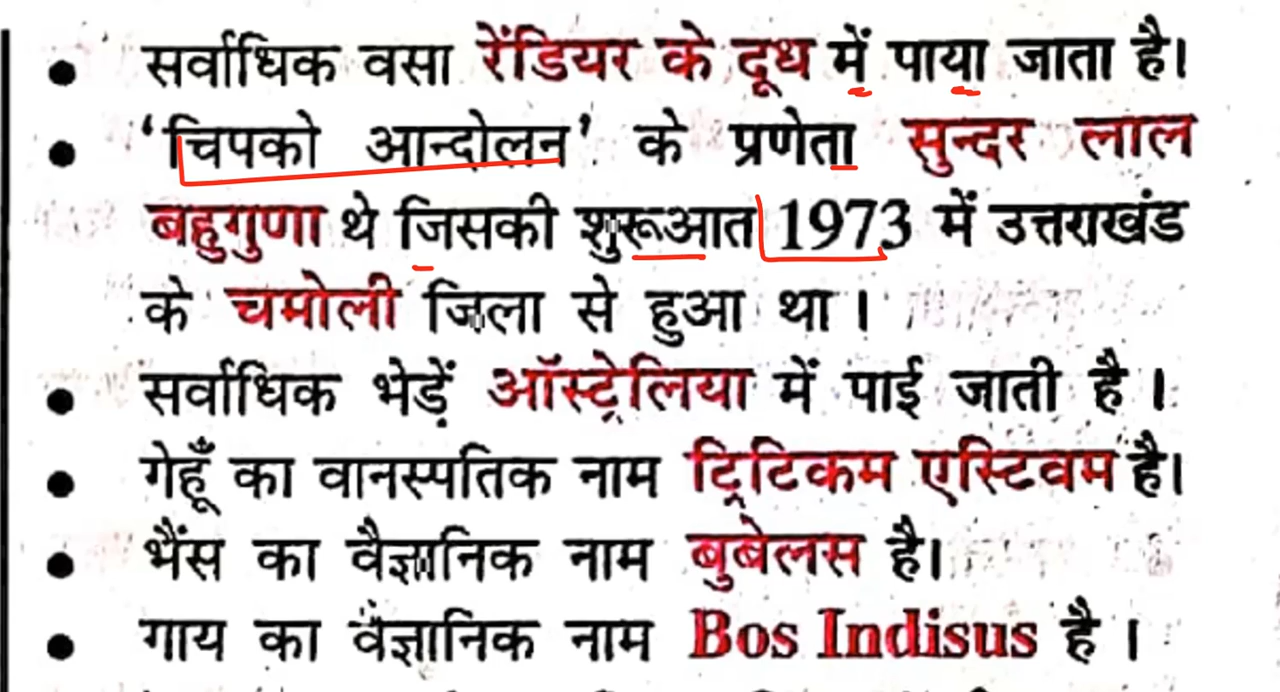 • सर्वाधिक वसा रेंडियर के दूध में पाया जाता है।
• ‘चिपको आन्दोलन’ के प्रणेता सुन्दर लाल
बहुगुणा थे जिसकी शुरूआत 1973 में उत्तराखंड
के चमोली जिला से हुआ था ।
• सर्वाधिक भेड़ें ऑस्ट्रेलिया में पाई जाती है ।
• गेहूँ का वानस्पतिक नाम ट्रिटिकम एस्टिवम है।
• भैंस का वैज्ञानिक नाम बुबेलस है।
• गाय का वैज्ञानिक नाम Bos Indisus है ।